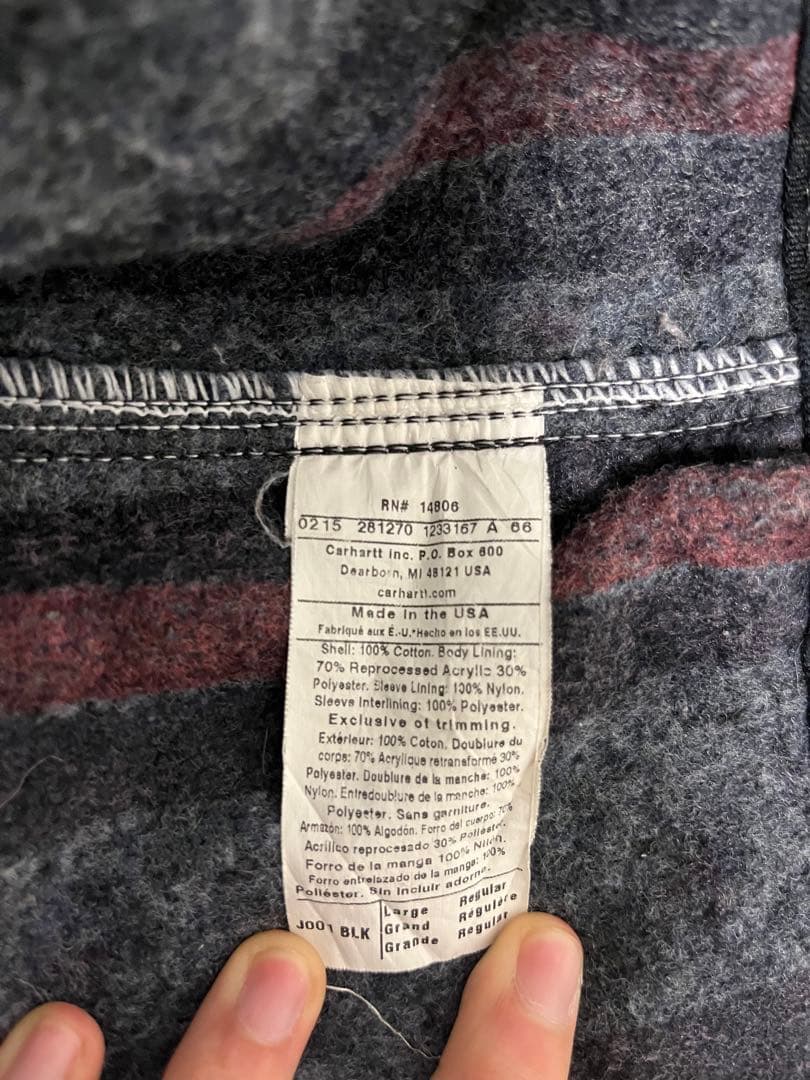 RN# 14806
0215 281270 1233167 A 66
Carhartt Inc. P.O. Box 600
Dearborn, MI 48121 USA
carhartt.com
Made in the USA
Fabriqué aux É.-U.*Hecho en los EE.UU.
Shell: 100% Cotton. Body Lining:
70% Reprocessed Acrylic 30%
Polyester. Sleeve Lining: 100% Nylon.
Sleeve Interlining: 100% Polyester.
Exclusive of trimming.
Extérieur: 100% Coton. Doublure du
corps: 70% Acrylique retransformé 30%
Polyester. Doublure de la manche: 100%
Nylon. Entredoublure de la manche: 100%
Polyester. Sans garniture.
Armazón: 100% Algodón. Forro del cuerpo: 70%
Acrílico reprocesado 30% Poliéster.
Forro de la manga 100% Nilón.
Forro entrelazado de la manga: 100%
Poliéster. Sin incluir adorno.
J001 BLK
Large Regular
Grand Régulère
Grande Regular